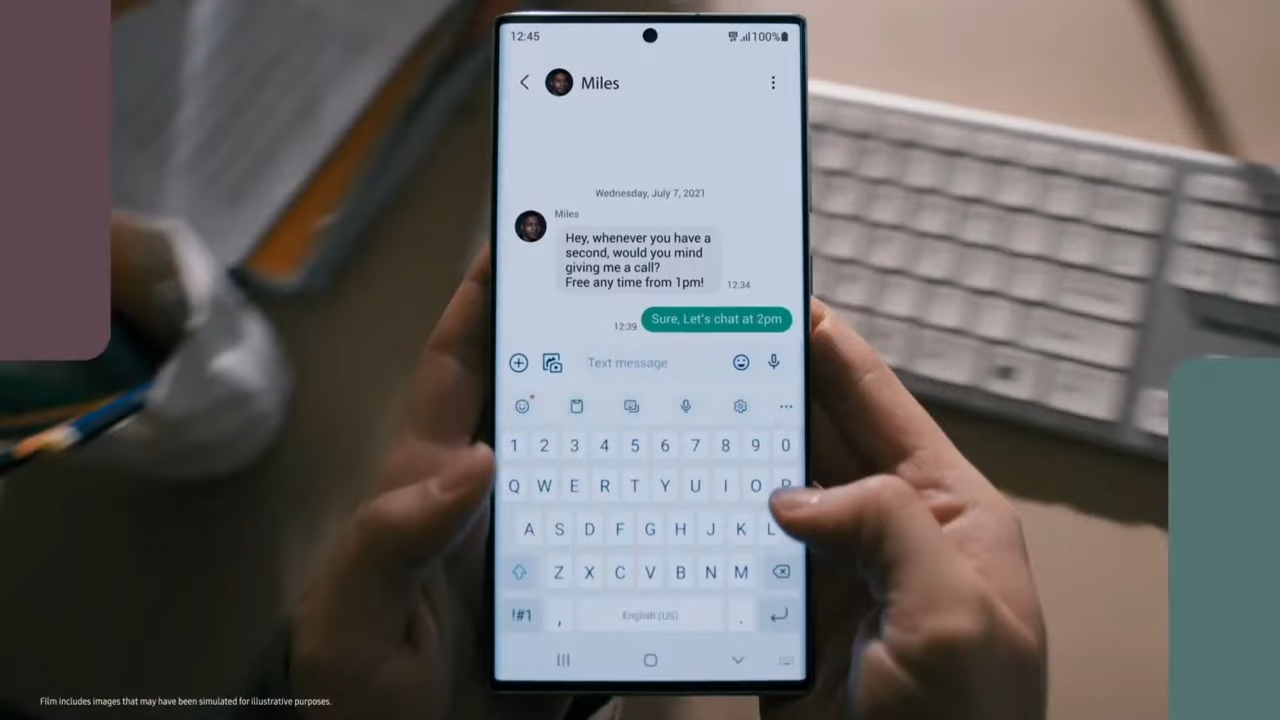 12:45
100%
Miles
Wednesday, July 7, 2021
Miles
Hey, whenever you have a
second, would you mind
giving me a call?
Free any time from 1pm!
12:34
Sure, Let's chat at 2pm
12:39
Text message
1 2 3 4 5 6 7 8 9 0
Q W E R T Y U I O P
A S D F G H J K L
Z X C V B N M
!#1 , English (US) .
Film includes images that may have been simulated for illustrative purposes.